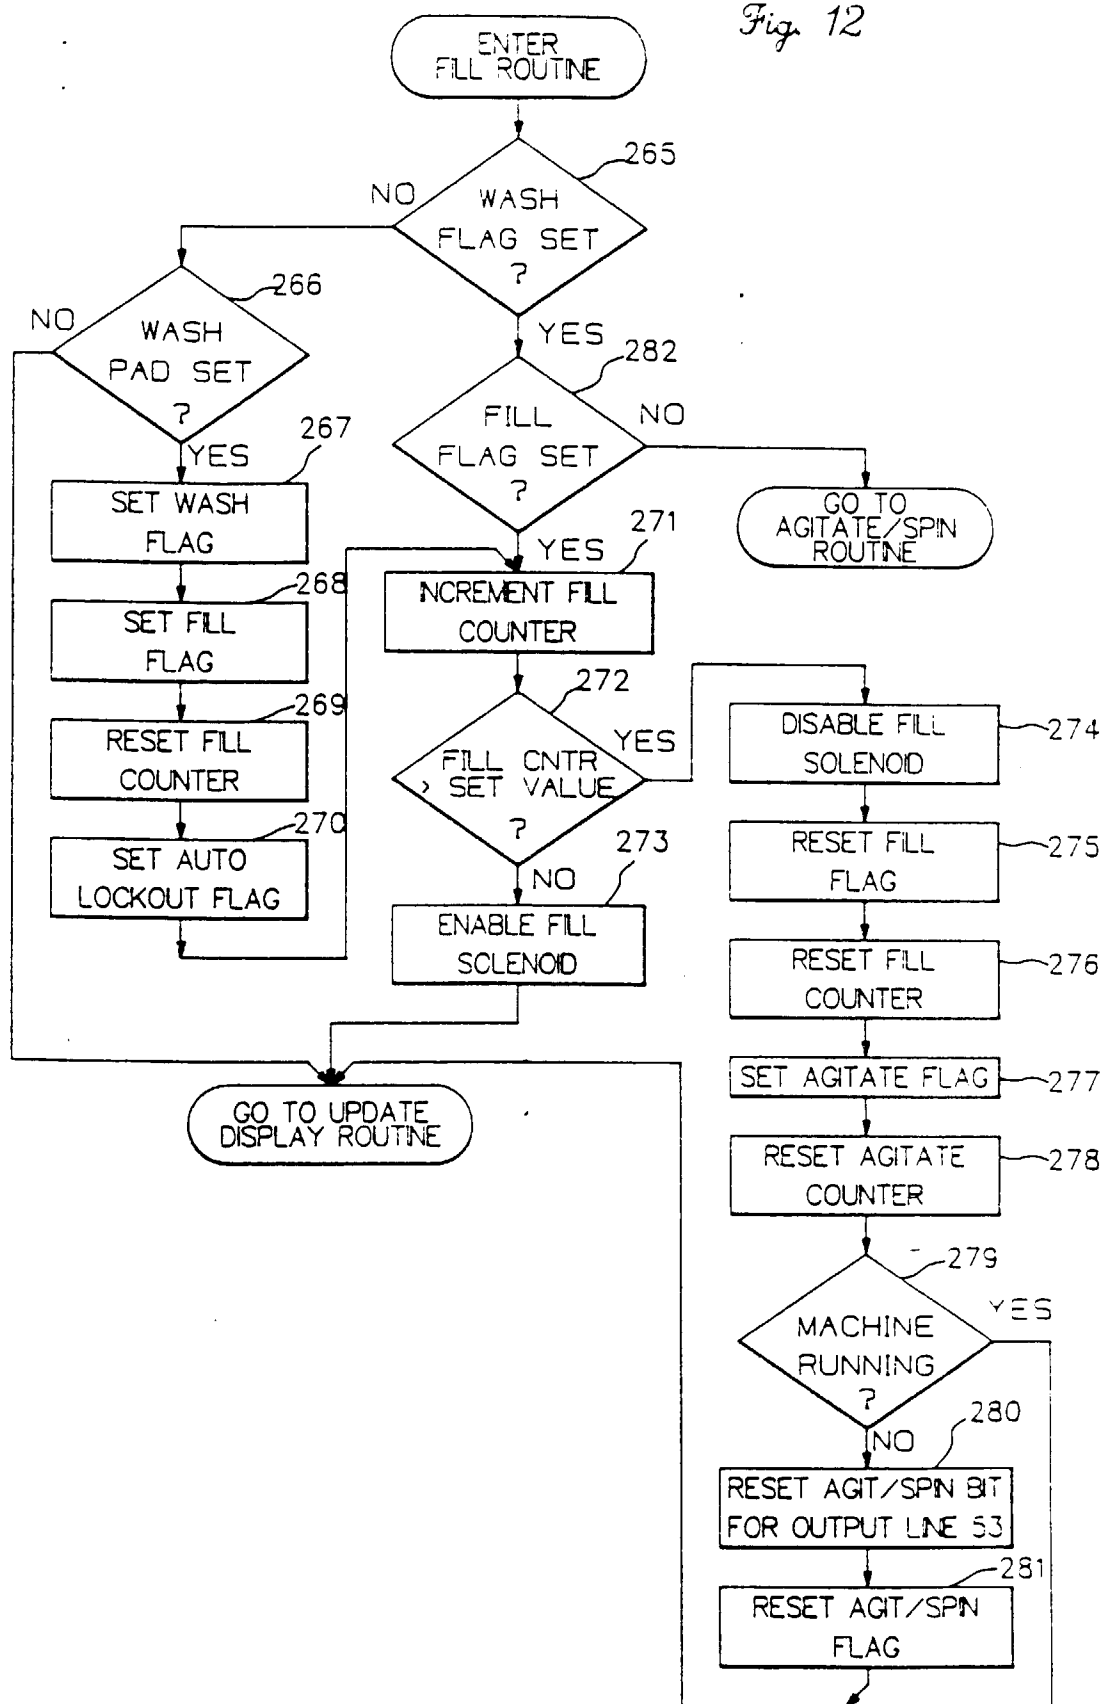 Fig. 12
ENTER
FILL ROUTINE
265
NO
WASH
FLAG SET
?
266
NO
WASH
PAD SET
?
YES
282
FILL
FLAG SET
?
NO
YES
267
SET WASH
FLAG
GO TO
AGITATE/SPIN
ROUTINE
YES
271
INCREMENT FILL
COUNTER
268
SET FILL
FLAG
272
FILL CNTR
> SET VALUE
?
YES
269
RESET FILL
COUNTER
DISABLE FILL
SOLENOID
274
270
SET AUTO
LOCKOUT FLAG
273
NO
ENABLE FILL
SOLENOID
RESET FILL
FLAG
275
RESET FILL
COUNTER
276
SET AGITATE FLAG
277
GO TO UPDATE
DISPLAY ROUTINE
RESET AGITATE
COUNTER
278
279
YES
MACHINE
RUNNING
?
NO
280
RESET AGIT/SPIN BIT
FOR OUTPUT LINE 53
281
RESET AGIT/SPIN
FLAG